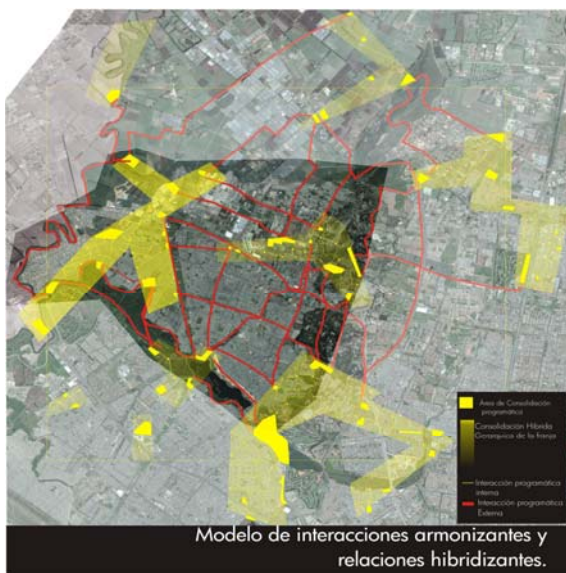 Área de Consolidación
programática
Consolidación Híbrida
Gerarquica de la franja
Interacción programática
interna
Interacción programática
Externa
Modelo de interacciones armonizantes y
relaciones hibridizantes.